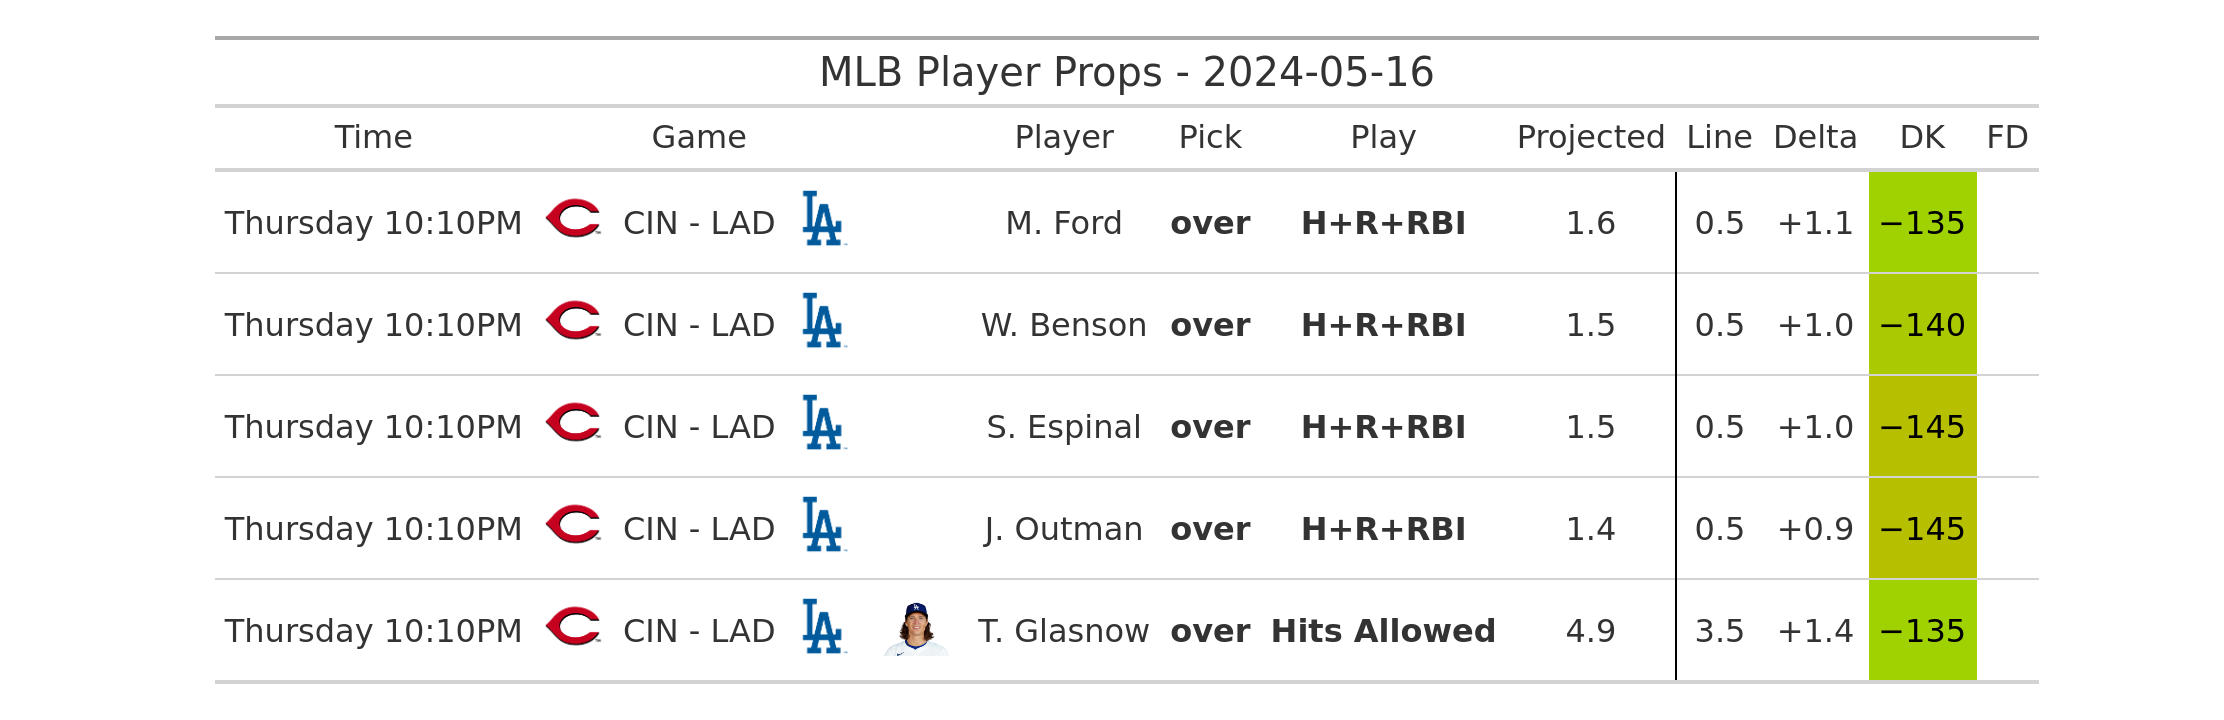 MLB Player Props - 2024-05-16
Time Game Player Pick Play Projected Line Delta DK FD
Thursday 10:10PM CIN - LAD M. Ford over H+R+RBI 1.6 0.5 +1.1 −135
Thursday 10:10PM CIN - LAD W. Benson over H+R+RBI 1.5 0.5 +1.0 −140
Thursday 10:10PM CIN - LAD S. Espinal over H+R+RBI 1.5 0.5 +1.0 −145
Thursday 10:10PM CIN - LAD J. Outman over H+R+RBI 1.4 0.5 +0.9 −145
Thursday 10:10PM CIN - LAD T. Glasnow over Hits Allowed 4.9 3.5 +1.4 −135